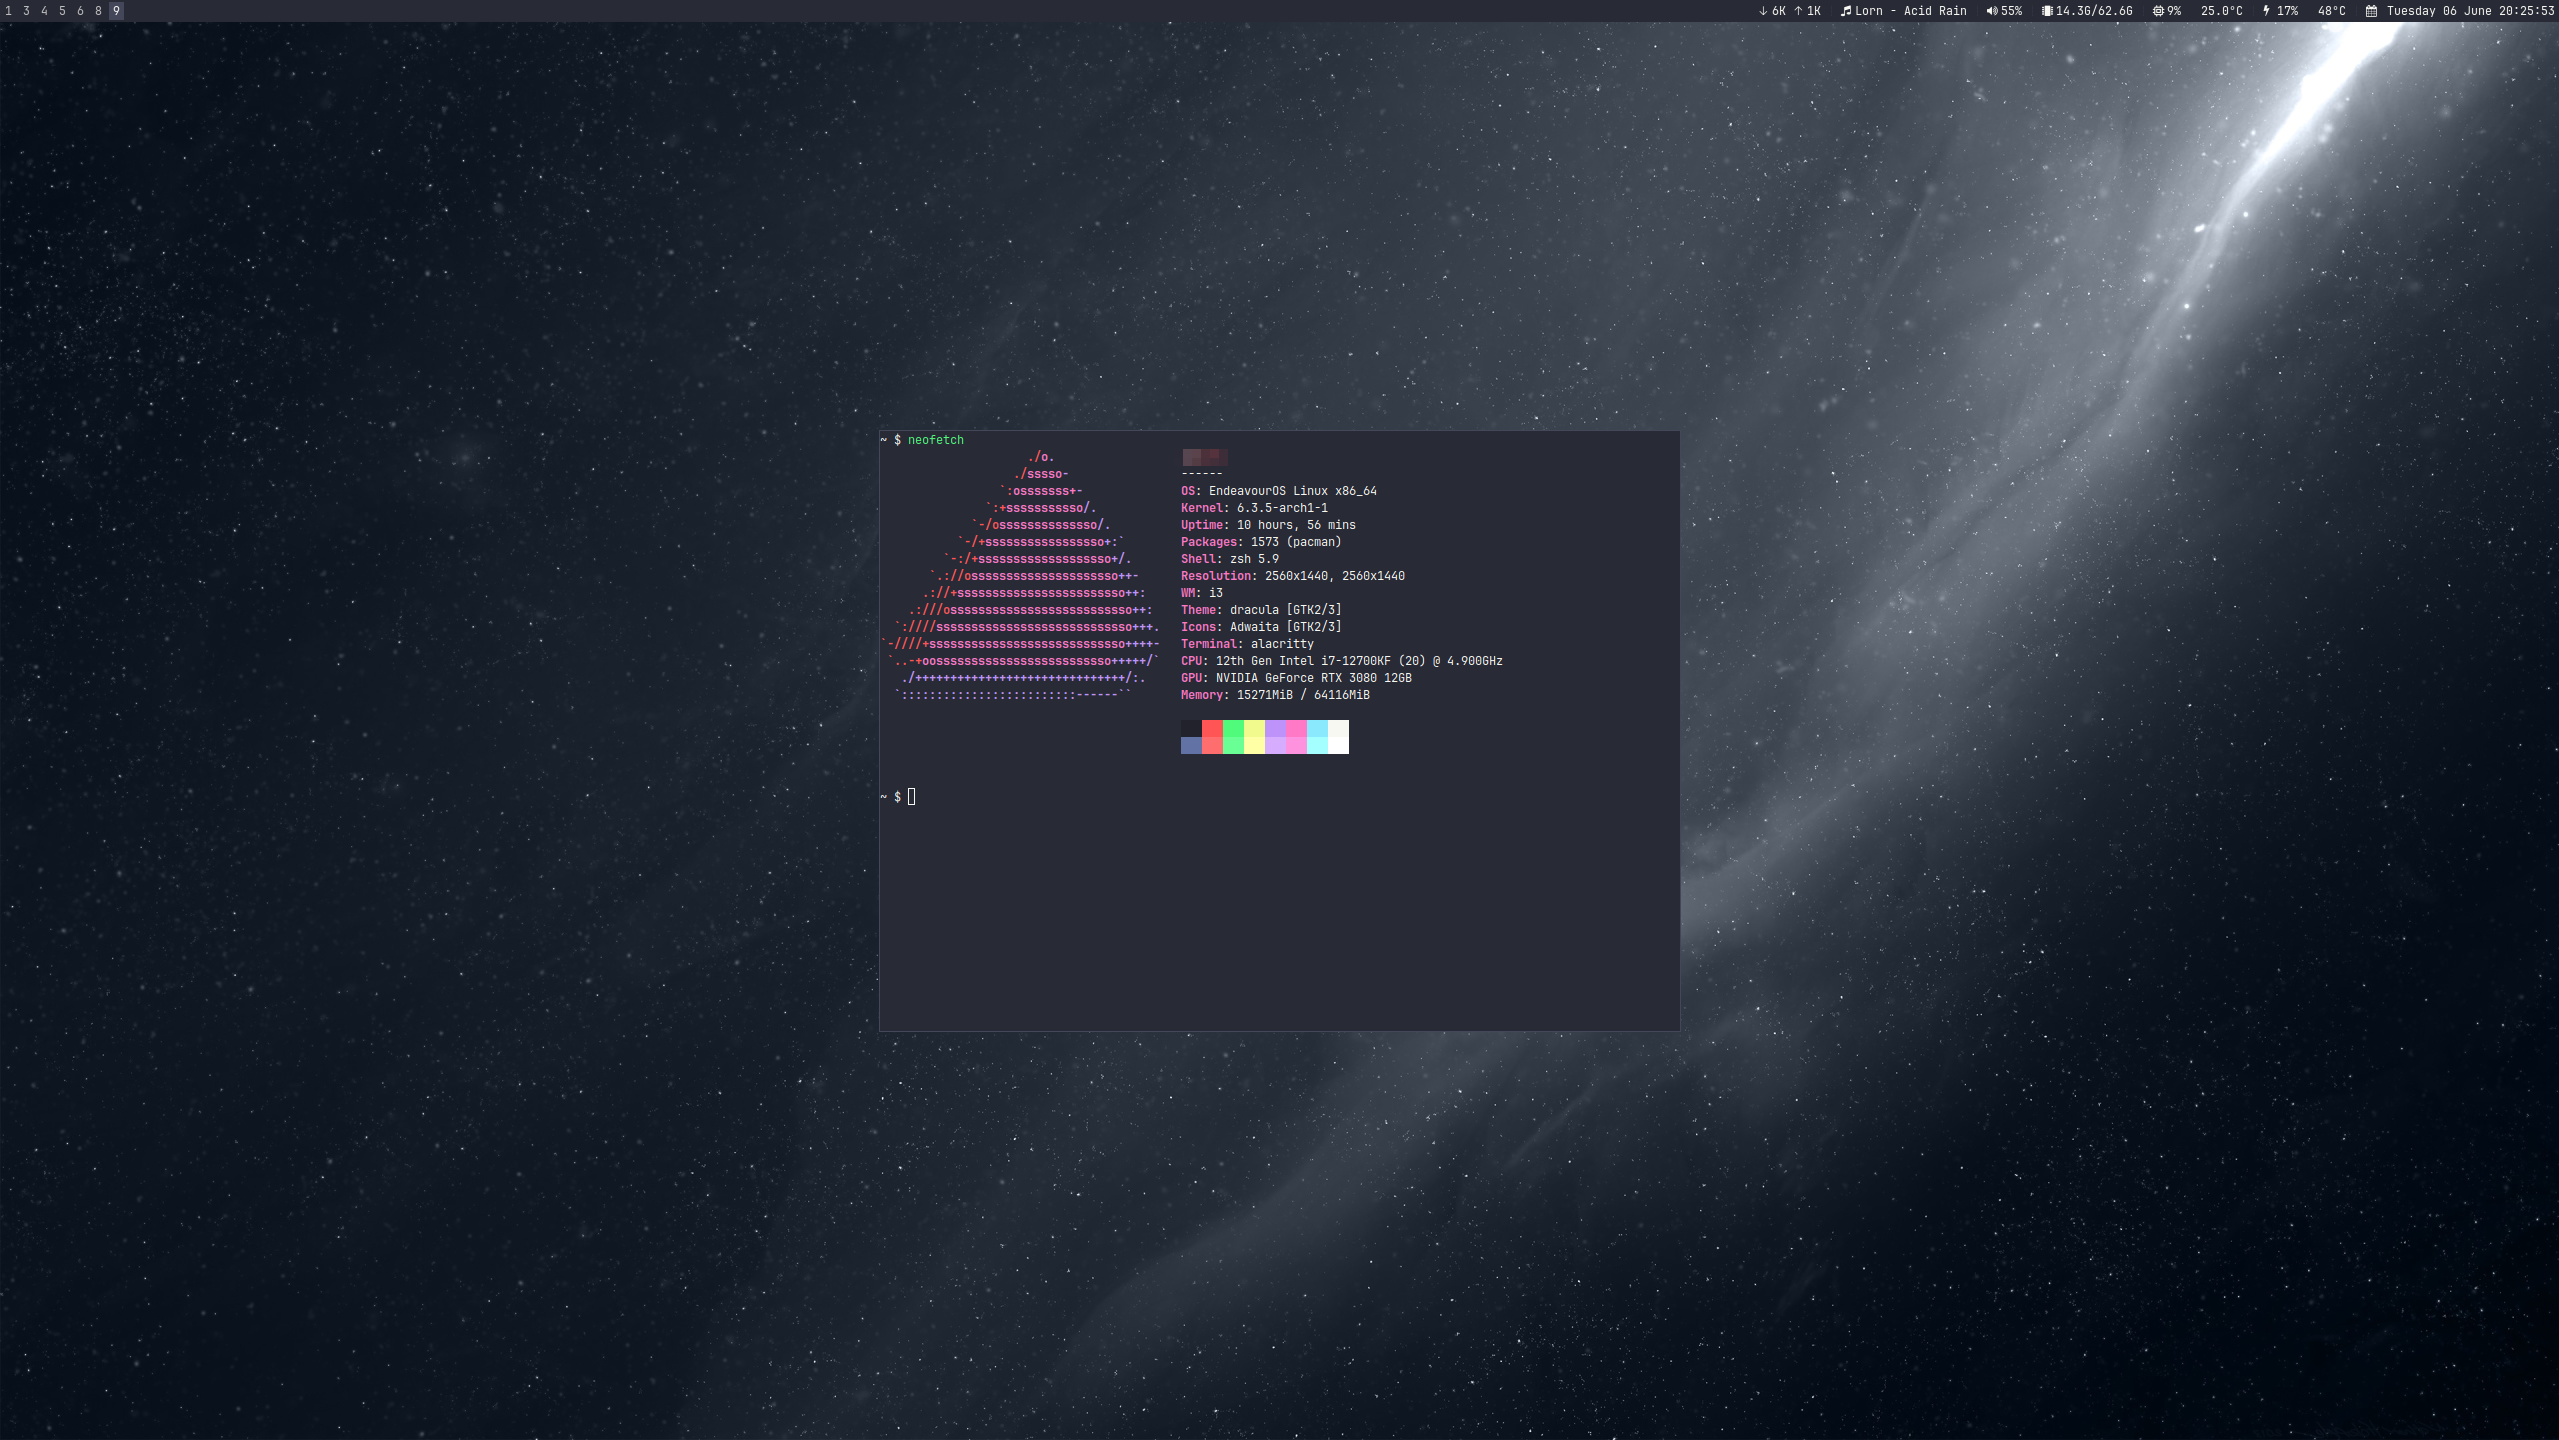 1 3 4 5 6 8 9
↓ 6K ↑ 1K Lorn - Acid Rain 55% 14.3G/62.6G 9% 25.0°C 17% 48°C Tuesday 06 June 20:25:53
~ $ neofetch
./o.
./sssso- ------
`:osssssss+- OS: EndeavourOS Linux x86_64
`:+sssssssssso/. Kernel: 6.3.5-arch1-1
`-/ossssssssssssso/. Uptime: 10 hours, 56 mins
`-/+sssssssssssssssso+:` Packages: 1573 (pacman)
`-:/+sssssssssssssssssso+/. Shell: zsh 5.9
`.://osssssssssssssssssssso++- Resolution: 2560x1440, 2560x1440
.://+ssssssssssssssssssssssso++: WM: i3
.:///ossssssssssssssssssssssssso++: Theme: dracula [GTK2/3]
`:////ssssssssssssssssssssssssssso+++. Icons: Adwaita [GTK2/3]
`-////+ssssssssssssssssssssssssssso++++- Terminal: alacritty
`..-+oosssssssssssssssssssssssso+++++/` CPU: 12th Gen Intel i7-12700KF (20) @ 4.900GHz
./++++++++++++++++++++++++++++++/:. GPU: NVIDIA GeForce RTX 3080 12GB
`:::::::::::::::::::::::::------`` Memory: 15271MiB / 64116MiB
~ $